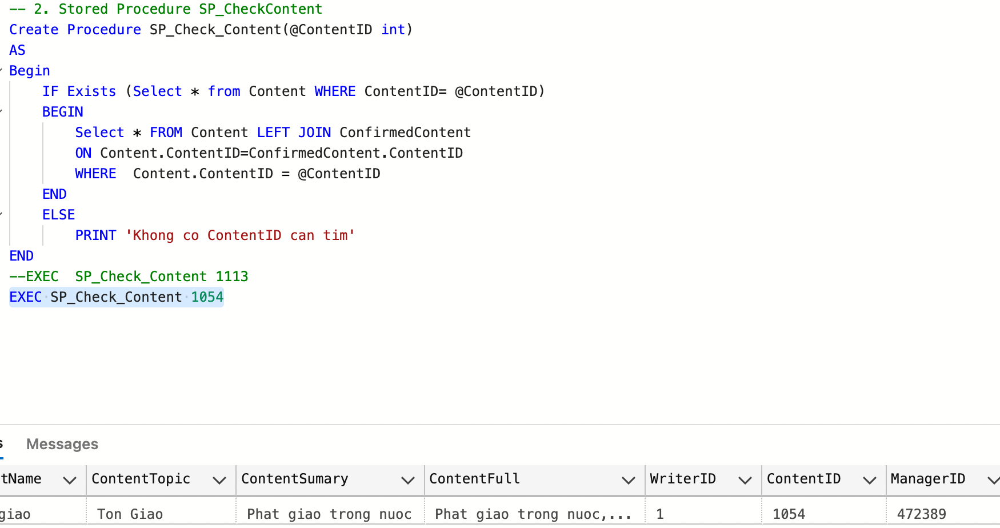 -- 2. Stored Procedure SP_CheckContent
Create Procedure SP_Check_Content(@ContentID int)
AS
Begin
IF Exists (Select * from Content WHERE ContentID= @ContentID)
BEGIN
Select * FROM Content LEFT JOIN ConfirmedContent
ON Content.ContentID=ConfirmedContent.ContentID
WHERE  Content.ContentID = @ContentID
END
ELSE
PRINT 'Khong co ContentID can tim'
END
--EXEC  SP_Check_Content 1113
EXEC SP_Check_Content 1054
s Messages
tName ContentTopic ContentSumary ContentFull WriterID ContentID ManagerID
giao Ton Giao Phat giao trong nuoc Phat giao trong nuoc,... 1 1054 472389